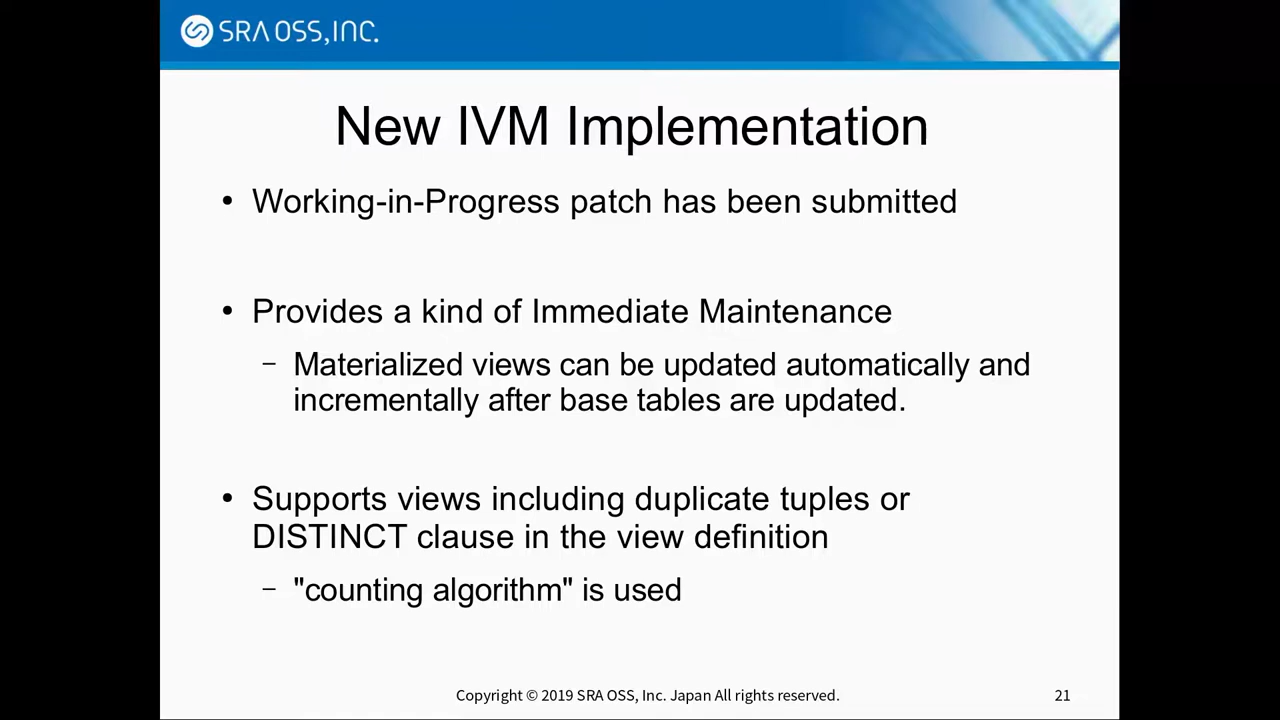 SRA OSS, INC.
New IVM Implementation
• Working-in-Progress patch has been submitted
• Provides a kind of Immediate Maintenance
– Materialized views can be updated automatically and
incrementally after base tables are updated.
• Supports views including duplicate tuples or
DISTINCT clause in the view definition
– "counting algorithm" is used
Copyright © 2019 SRA OSS, Inc. Japan All rights reserved.
21